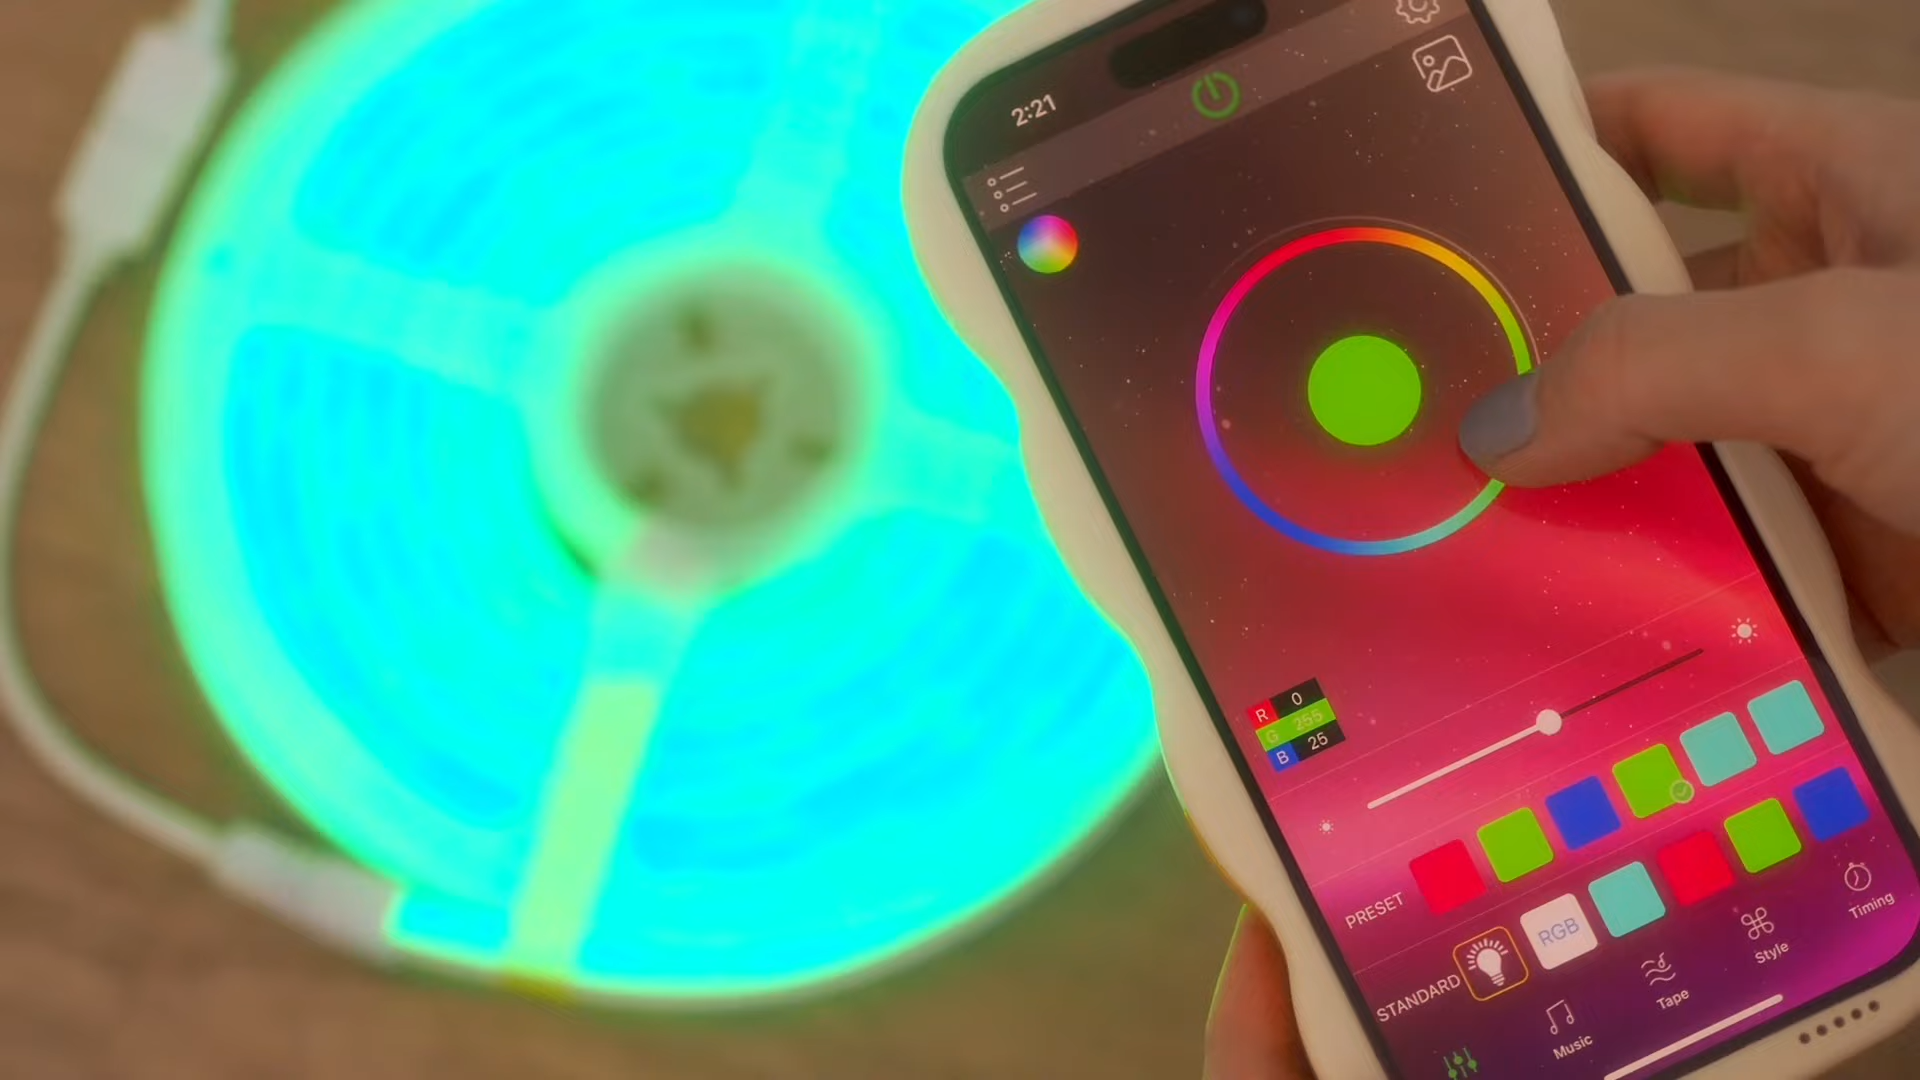 2:21
R 0
G 255
B 25
PRESET
STANDARD
RGB
Music
Tape
Style
Timing